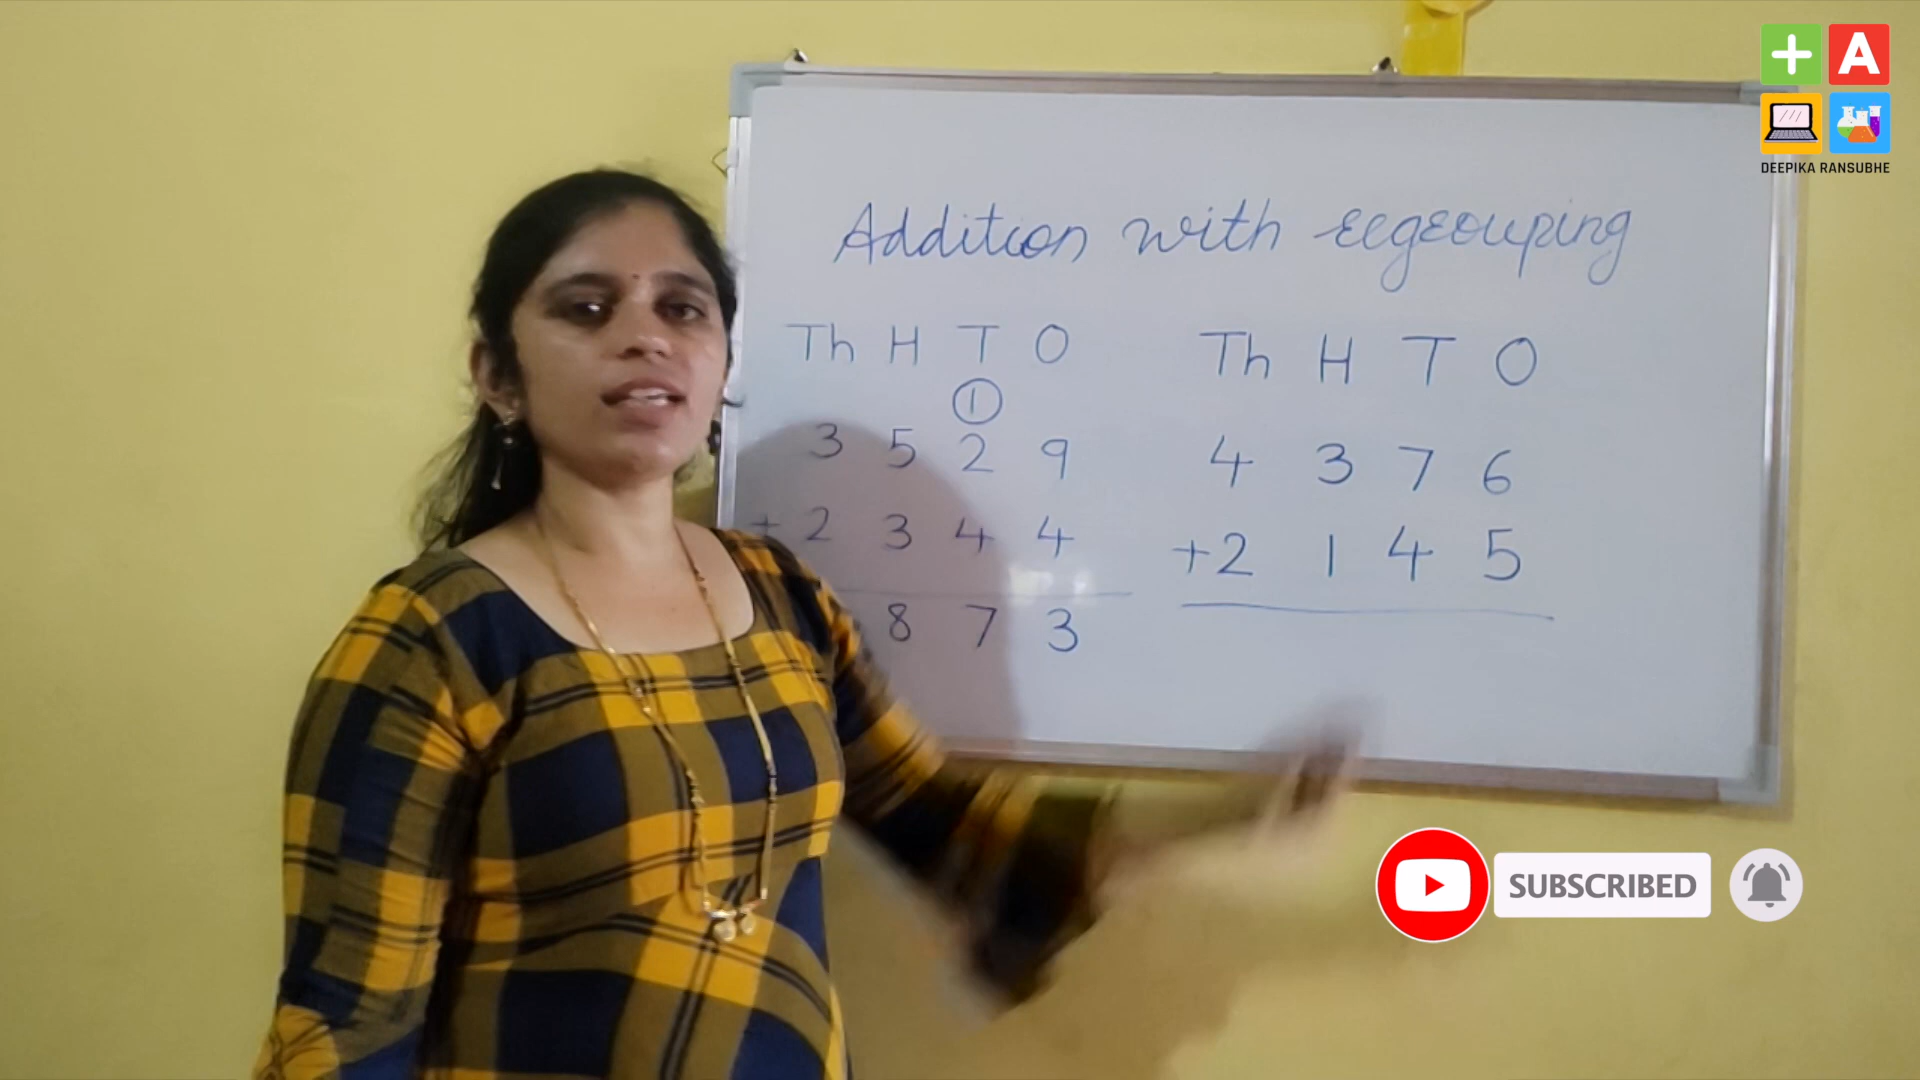 + A
DEEPIKA RANSUBHE
Addition with regrouping
Th H T O
1
3 5 2 9
+ 2 3 4 4
8 7 3
Th H T O
4 3 7 6
+2 1 4 5
SUBSCRIBED